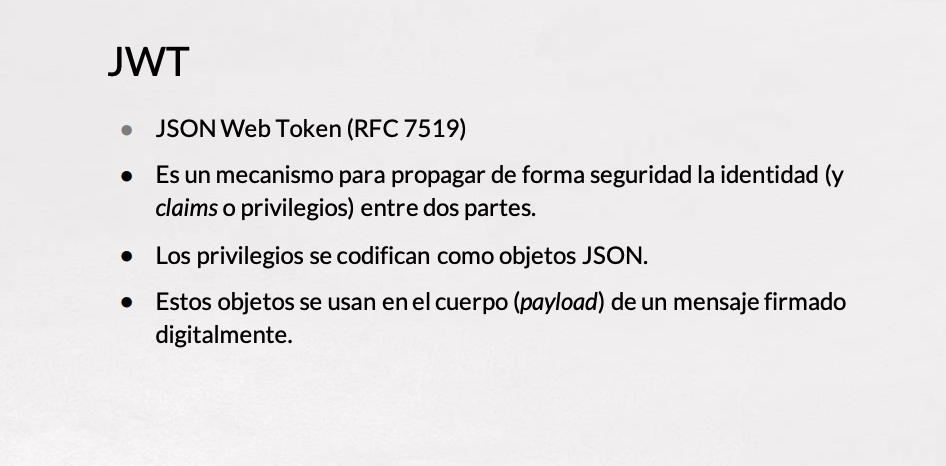 JWT
JSON Web Token (RFC 7519)
Es un mecanismo para propagar de forma seguridad la identidad (y
claims o privilegios) entre dos partes.
Los privilegios se codifican como objetos JSON.
Estos objetos se usan en el cuerpo (payload) de un mensaje firmado
digitalmente.